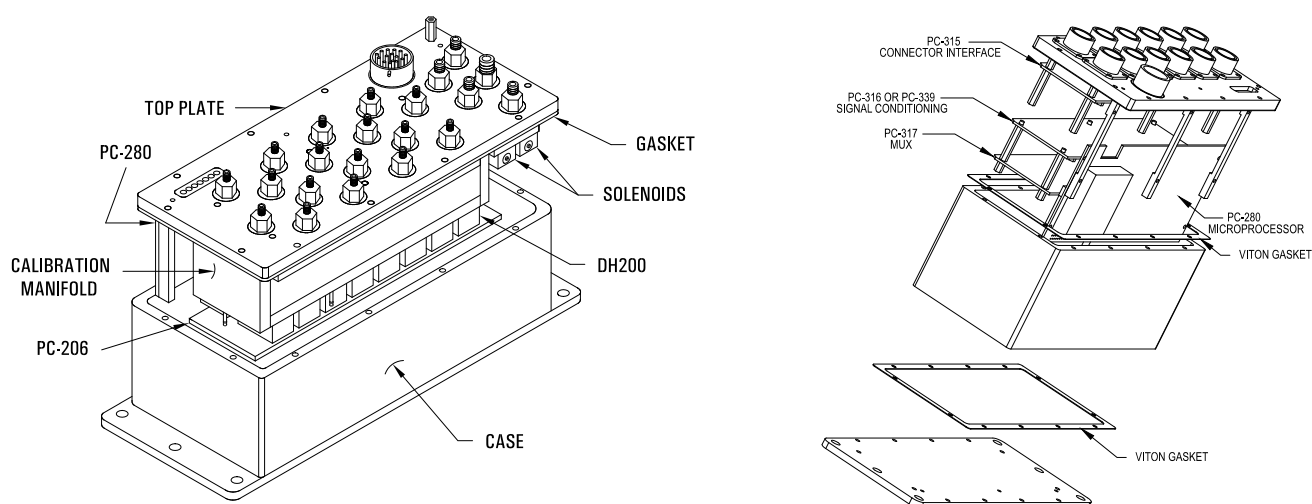 TOP PLATE
PC-280
GASKET
SOLENOIDS
CALIBRATION
MANIFOLD
DH200
PC-206
CASE
PC-315
CONNECTOR INTERFACE
PC-316 OR PC-339
SIGNAL CONDITIONING
PC-317
MUX
PC-280
MICROPROCESSOR
VITON GASKET
VITON GASKET